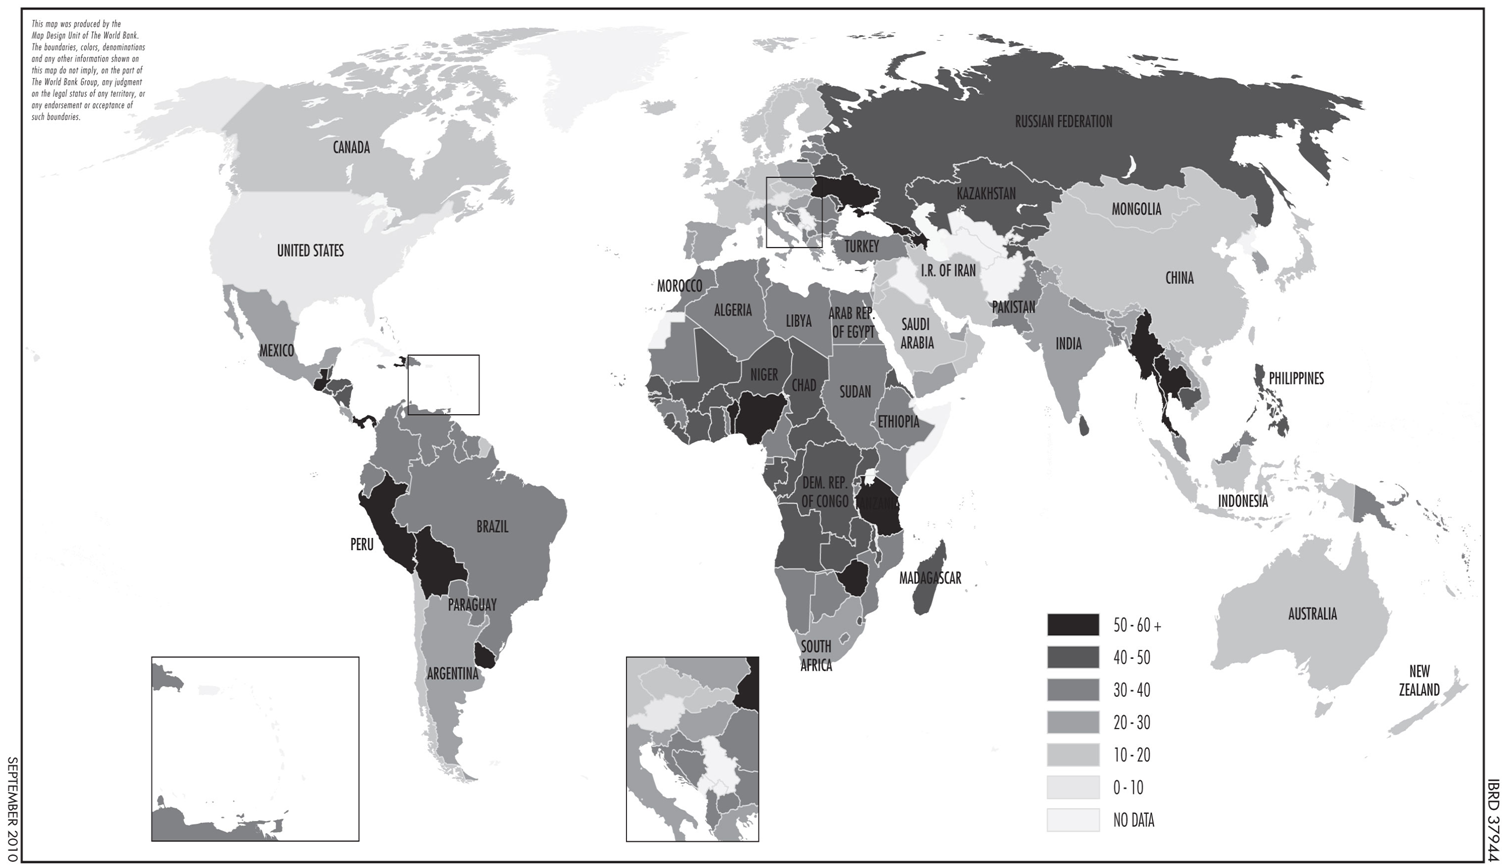 This map was produced by the
Map Design Unit of The World Bank.
The boundaries, colors, denominations
and any other information shown on
this map do not imply, on the part of
The World Bank Group, any judgment
on the legal status of any territory, or
any endorsement or acceptance of
such boundaries.
CANADA
UNITED STATES
MEXICO
BRAZIL
PERU
PARAGUAY
ARGENTINA
RUSSIAN FEDERATION
KAZAKHSTAN
MONGOLIA
TURKEY
I.R. OF IRAN
CHINA
MOROCCO
ALGERIA
LIBYA
ARAB REP.
OF EGYPT
SAUDI
ARABIA
PAKISTAN
INDIA
NIGER
CHAD
SUDAN
ETHIOPIA
PHILIPPINES
DEM. REP.
OF CONGO
TANZANIA
INDONESIA
MADAGASCAR
SOUTH
AFRICA
AUSTRALIA
NEW
ZEALAND
50 - 60 +
40 - 50
30 - 40
20 - 30
10 - 20
0 - 10
NO DATA
SEPTEMBER 2010
IBRD 37944